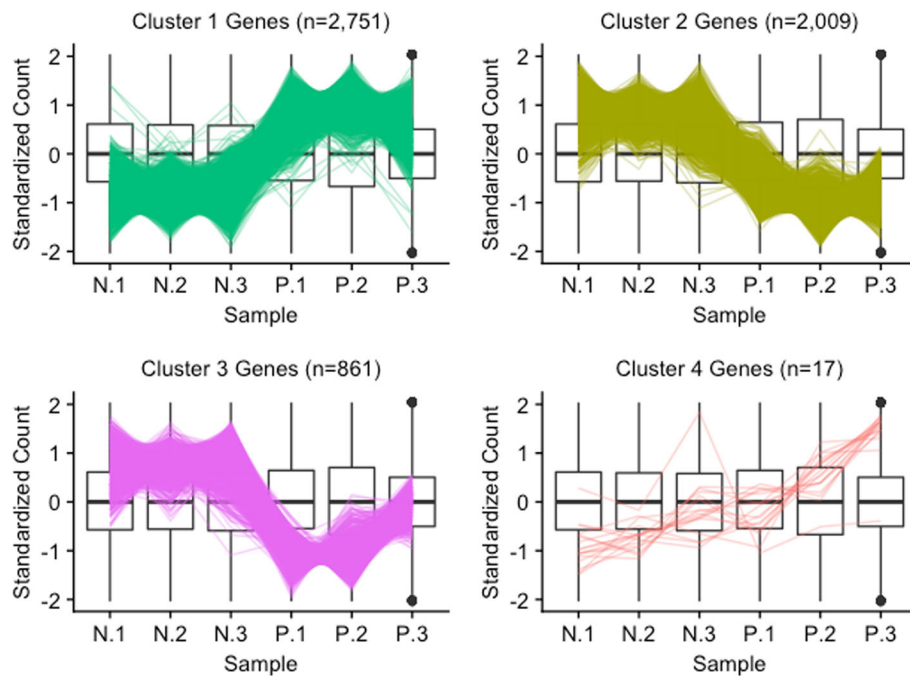 Cluster 1 Genes (n=2,751)
Standardized Count
2
1
0
-1
-2
N.1 N.2 N.3 P.1 P.2 P.3
Sample
Cluster 2 Genes (n=2,009)
Standardized Count
2
1
0
-1
-2
N.1 N.2 N.3 P.1 P.2 P.3
Sample
Cluster 3 Genes (n=861)
Standardized Count
2
1
0
-1
-2
N.1 N.2 N.3 P.1 P.2 P.3
Sample
Cluster 4 Genes (n=17)
Standardized Count
2
1
0
-1
-2
N.1 N.2 N.3 P.1 P.2 P.3
Sample